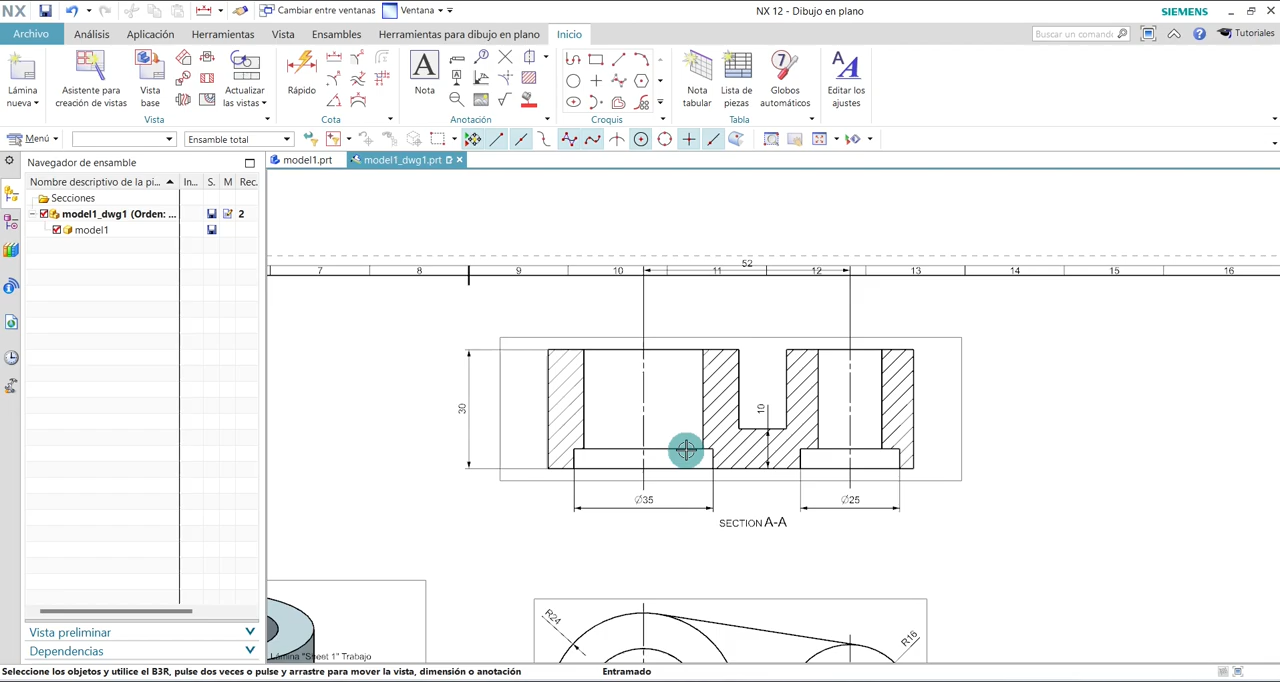 NX
Cambiar entre ventanas
Ventana
NX 12 - Dibujo en plano
SIEMENS
Archivo
Análisis
Aplicación
Herramientas
Vista
Ensambles
Herramientas para dibujo en plano
Inicio
Buscar un comando
Tutoriales
Lámina nueva
Asistente para creación de vistas
Vista base
Actualizar las vistas
Vista
Rápido
Cota
A
Nota
Anotación
Croquis
Nota tabular
Lista de piezas
7
Globos automáticos
Tabla
Editar los ajustes
Menú
Ensamble total
Navegador de ensamble
model1.prt
model1_dwg1.prt
Nombre descriptivo de la pi...
In...
S.
M
Rec.
Secciones
model1_dwg1 (Orden: ...
2
model1
7
8
9
10
11
12
13
14
15
16
52
30
10
Ø35
Ø25
SECTION A-A
R24
R16
Lámina "Sheet 1" Trabajo
Vista preliminar
Dependencias
Seleccione los objetos y utilice el B3R, pulse dos veces o pulse y arrastre para mover la vista, dimensión o anotación
Entramado